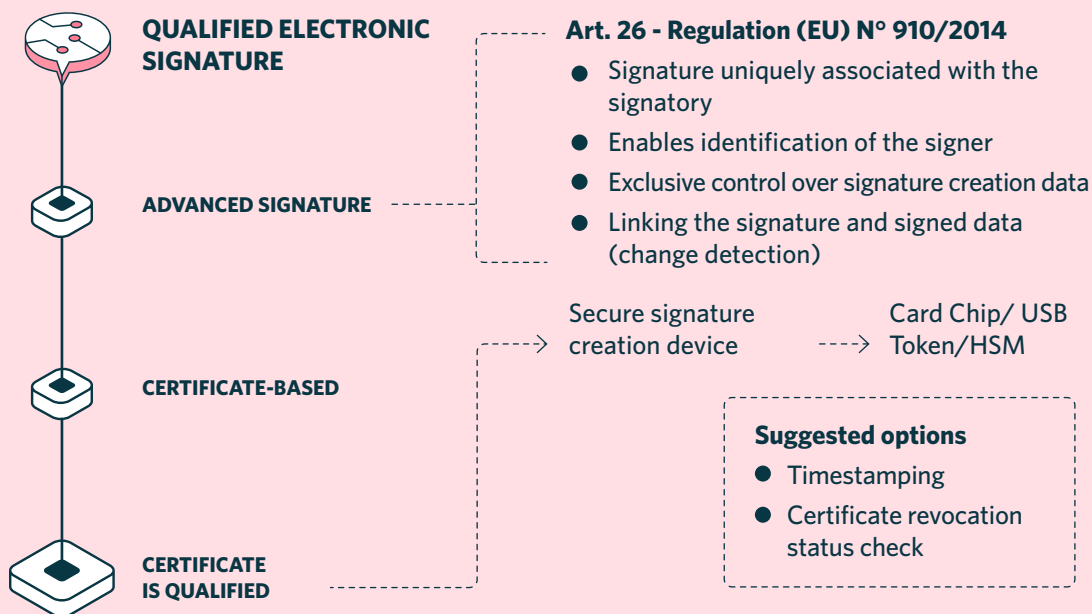 QUALIFIED ELECTRONIC
SIGNATURE
Art. 26 - Regulation (EU) N° 910/2014
Signature uniquely associated with the
signatory
Enables identification of the signer
Exclusive control over signature creation data
Linking the signature and signed data
(change detection)
ADVANCED SIGNATURE
Secure signature
creation device
Card Chip/ USB
Token/HSM
CERTIFICATE-BASED
Suggested options
Timestamping
Certificate revocation
status check
CERTIFICATE
IS QUALIFIED